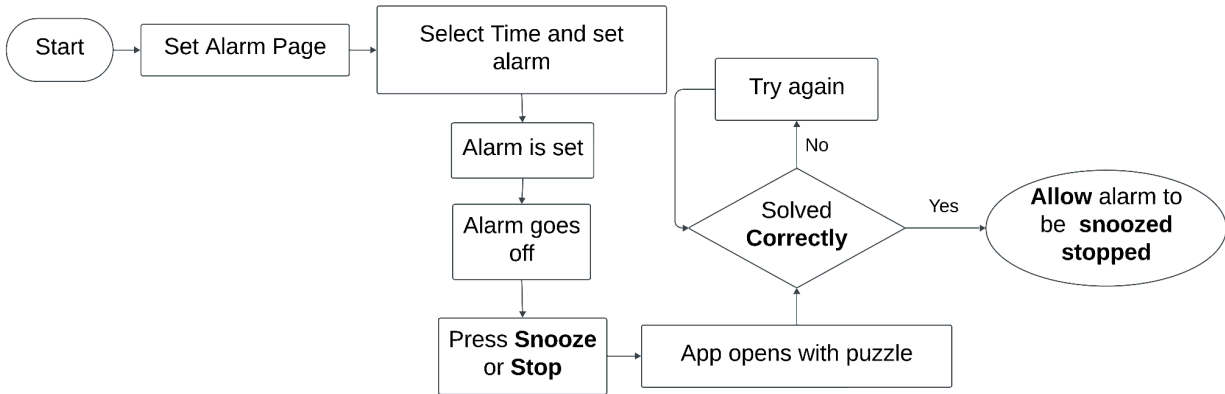 Start
Set Alarm Page
Select Time and set
alarm
Alarm is set
Alarm goes
off
Press Snooze
or Stop
App opens with puzzle
Solved
Correctly
No
Try again
Yes
Allow alarm to
be snoozed
stopped